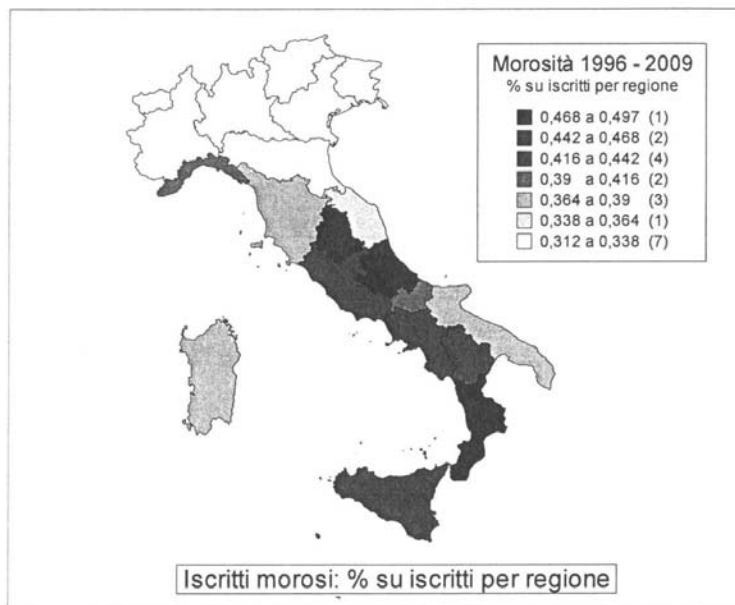 Morosità 1996 - 2009
% su iscritti per regione
0,468 a 0,497 (1)
0,442 a 0,468 (2)
0,416 a 0,442 (4)
0,39 a 0,416 (2)
0,364 a 0,39 (3)
0,338 a 0,364 (1)
0,312 a 0,338 (7)
Iscritti morosi: % su iscritti per regione